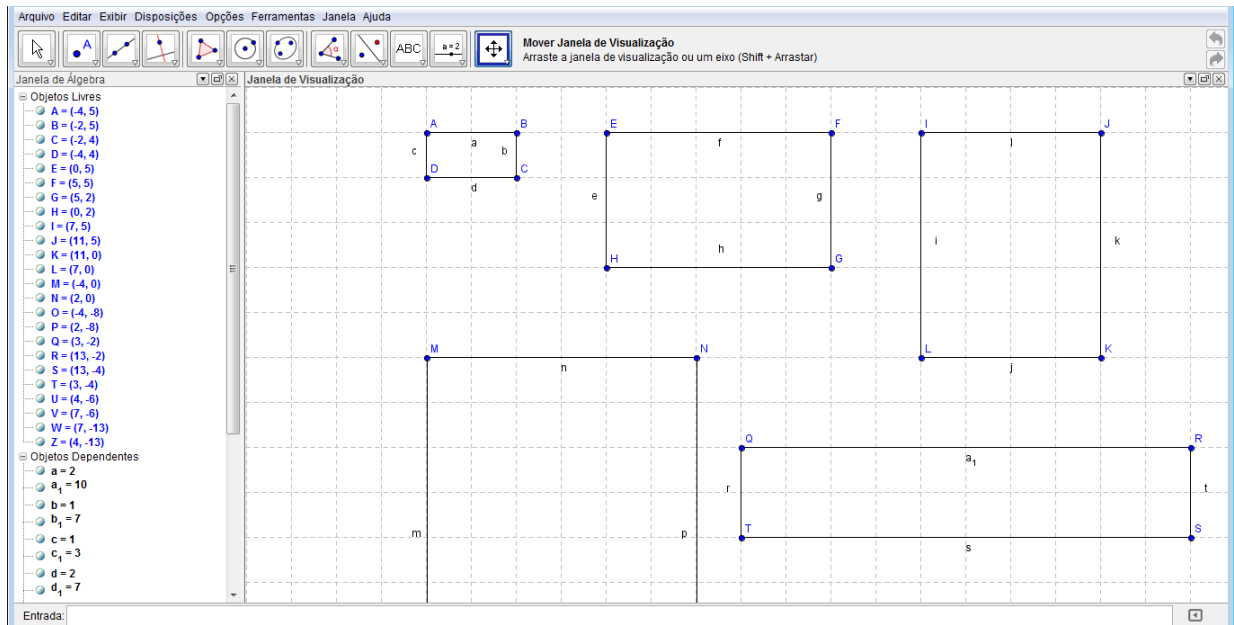 Arquivo Editar Exibir Disposições Opções Ferramentas Janela Ajuda
A
α
ABC
a=2
Mover Janela de Visualização
Arraste a janela de visualização ou um eixo (Shift + Arrastar)
Janela de Álgebra
Objetos Livres
A = (-4, 5)
B = (-2, 5)
C = (-2, 4)
D = (-4, 4)
E = (0, 5)
F = (5, 5)
G = (5, 2)
H = (0, 2)
I = (7, 5)
J = (11, 5)
K = (11, 0)
L = (7, 0)
M = (-4, 0)
N = (2, 0)
O = (-4, -8)
P = (2, -8)
Q = (3, -2)
R = (13, -2)
S = (13, -4)
T = (3, -4)
U = (4, -6)
V = (7, -6)
W = (7, -13)
Z = (4, -13)
Objetos Dependentes
a = 2
a₁ = 10
b = 1
b₁ = 7
c = 1
c₁ = 3
d = 2
d₁ = 7
Janela de Visualização
A B E F I J
c a b f l
D C
d e g
i k
h
H G
M N L K
n j
Q R
a₁
r t
T S
m p s
Entrada: